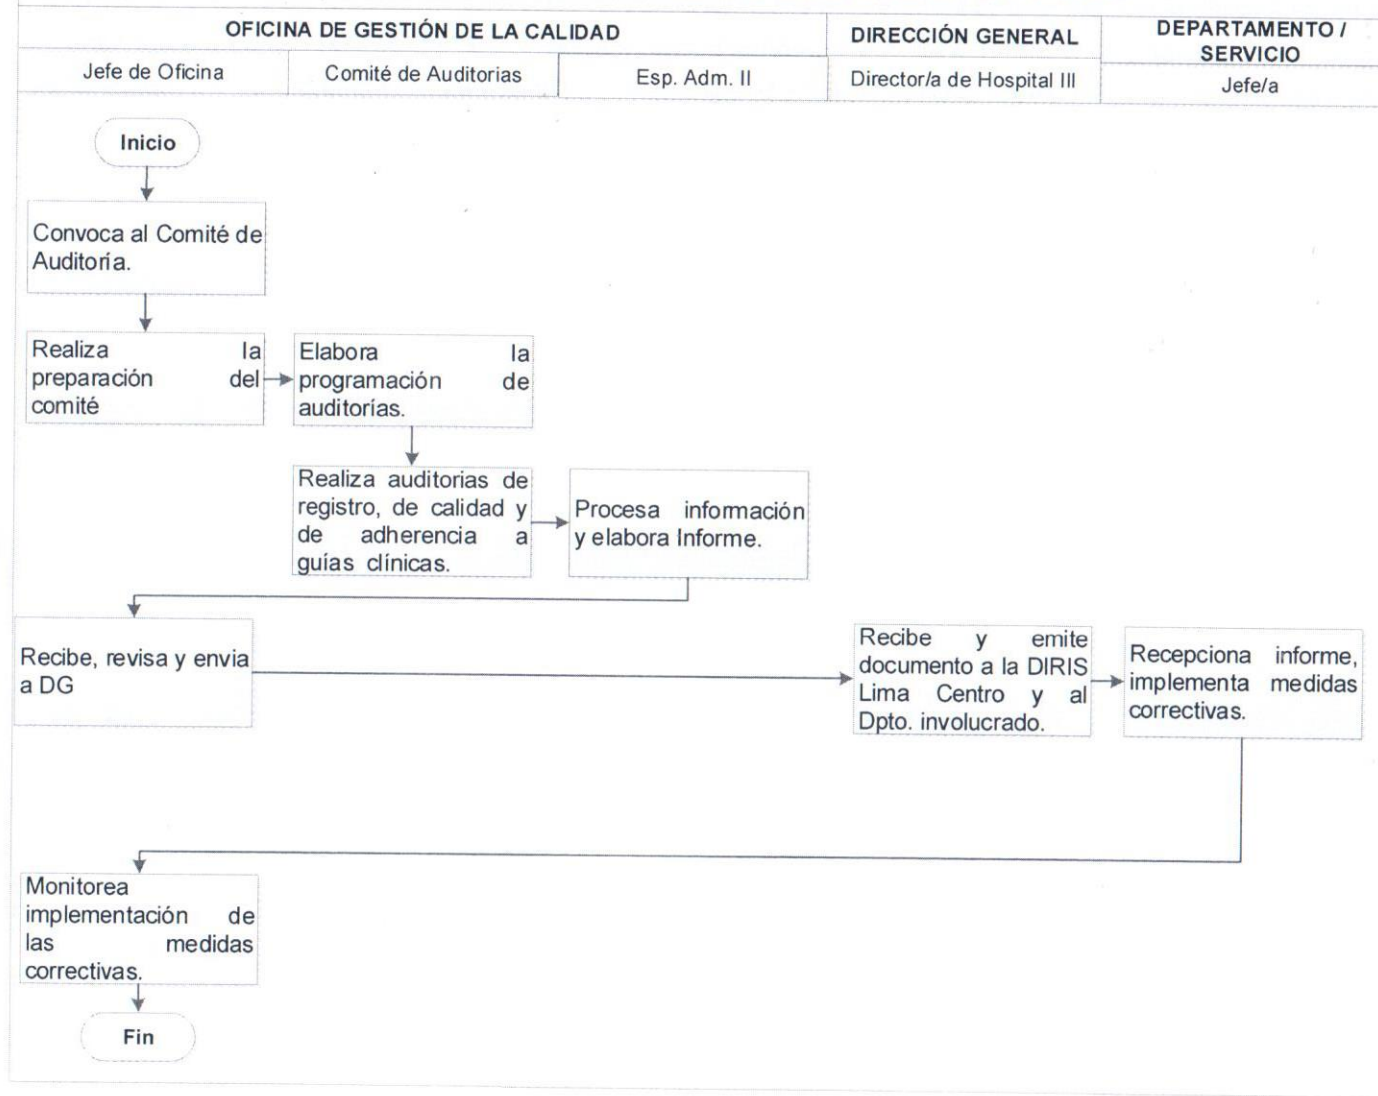 OFICINA DE GESTIÓN DE LA CALIDAD
DIRECCIÓN GENERAL
DEPARTAMENTO /
SERVICIO
Jefe de Oficina
Comité de Auditorias
Esp. Adm. II
Director/a de Hospital III
Jefe/a
Inicio
Convoca al Comité de
Auditoría.
Realiza la
preparación del
comité
Elabora la
programación de
auditorías.
Realiza auditorias de
registro, de calidad y
de adherencia a
guías clínicas.
Procesa información
y elabora Informe.
Recibe, revisa y envia
a DG
Recibe y emite
documento a la DIRIS
Lima Centro y al
Dpto. involucrado.
Recepciona informe,
implementa medidas
correctivas.
Monitorea
implementación de
las medidas
correctivas.
Fin